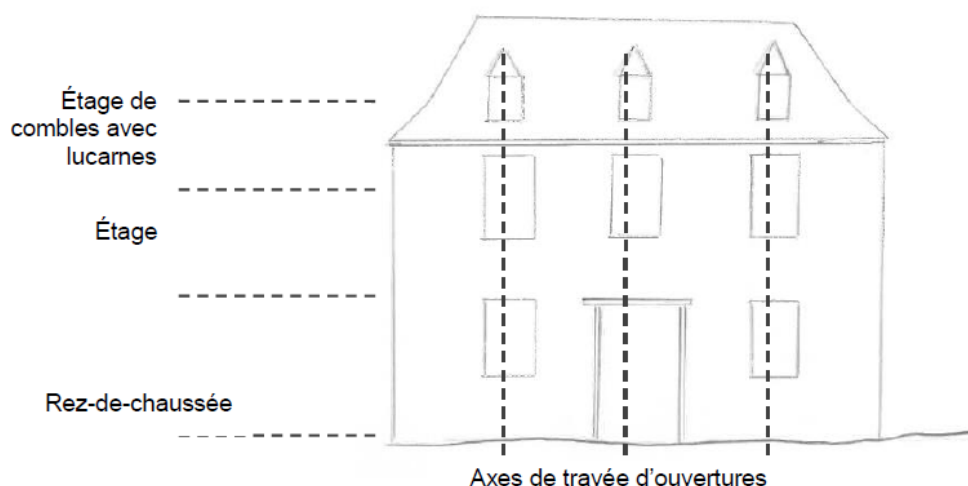 Étage de
combles avec
lucarnes
Étage
Rez-de-chaussée
Axes de travée d'ouvertures